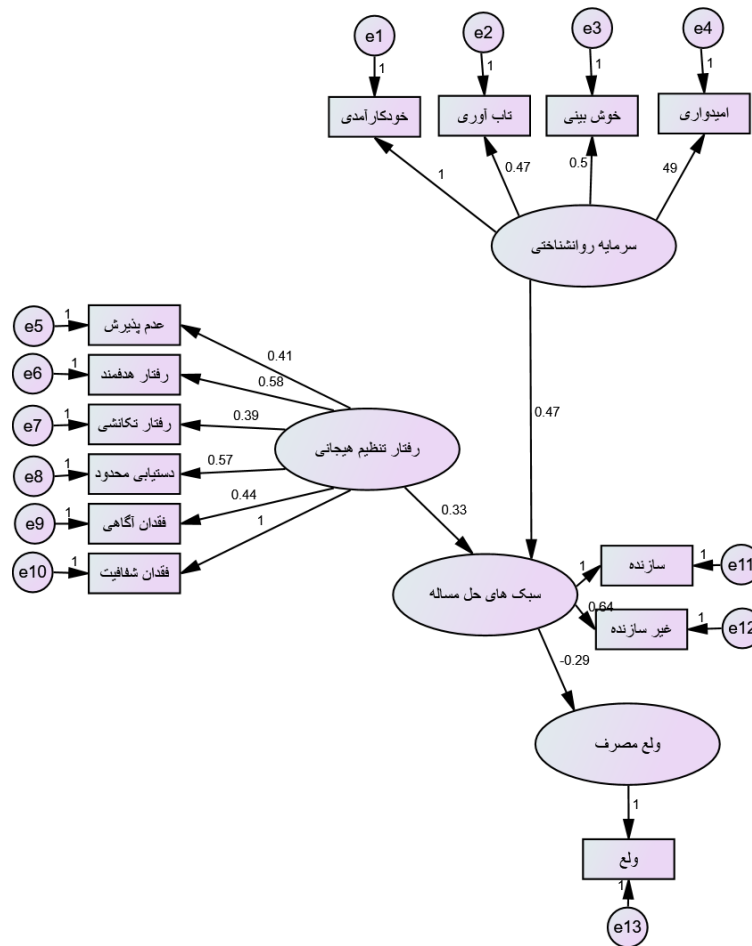 e1
e2
e3
e4
1
1
1
1
خودکارآمدی
تاب آوری
خوش بینی
امیدواری
1
0.47
0.5
49
سرمایه روانشناختی
e5
1
عدم پذیرش
0.41
e6
1
رفتار هدفمند
0.58
e7
1
رفتار تکانشی
0.39
e8
1
دستیابی محدود
0.57
e9
1
فقدان آگاهی
0.44
e10
1
فقدان شفافیت
1
رفتار تنظیم هیجانی
0.47
0.33
سبک های حل مساله
1
سازنده
1
e11
0.64
غیر سازنده
1
e12
-0.29
ولع مصرف
1
ولع
1
e13